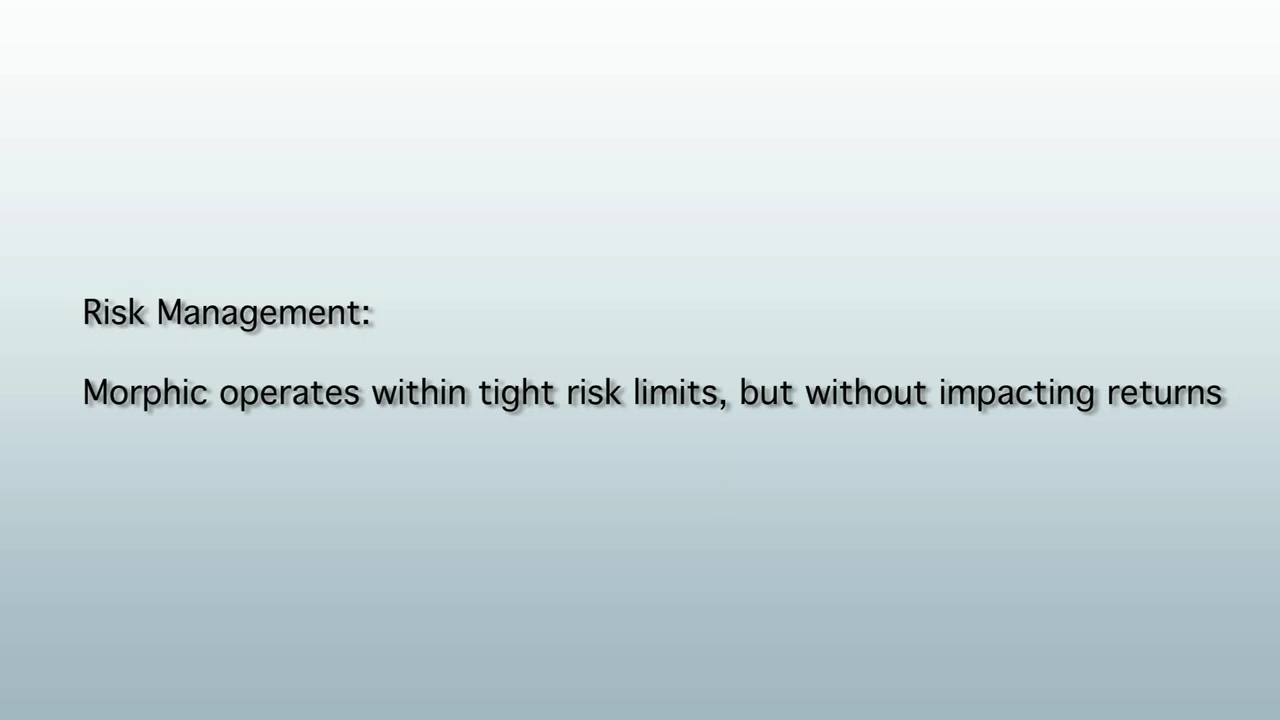 Risk Management:
Morphic operates within tight risk limits, but without impacting returns